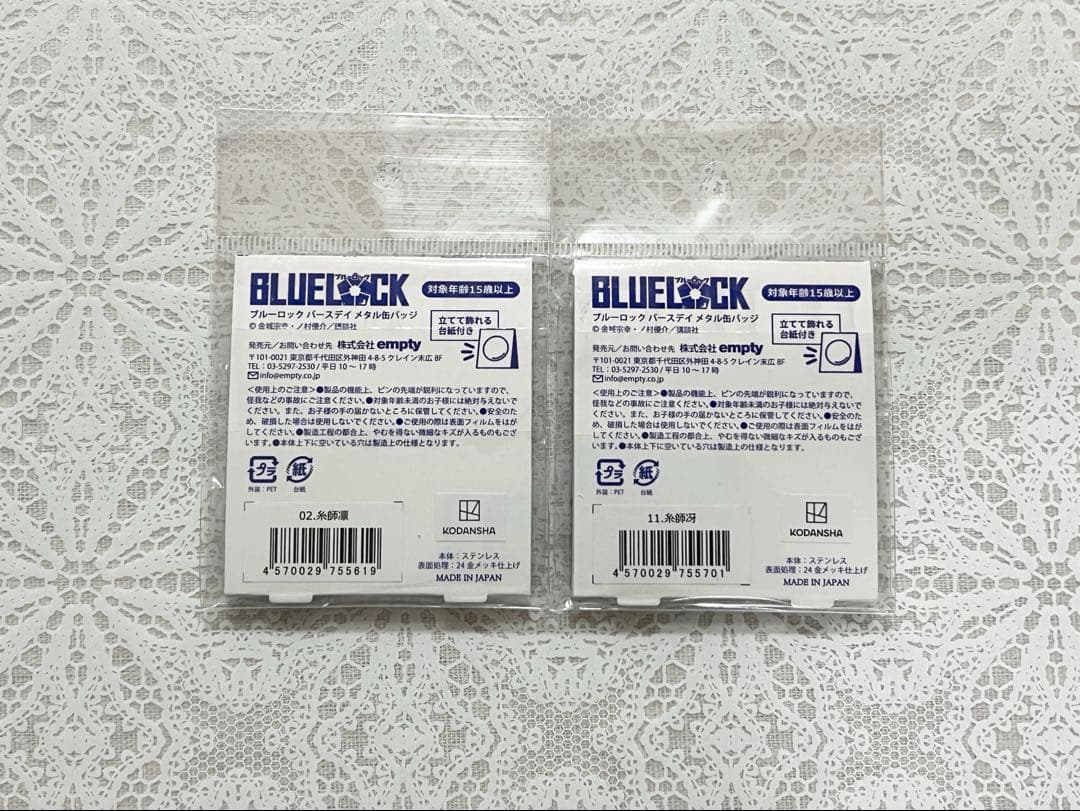 BLUELOCK
ブルーロック
対象年齢15歳以上
ブルーロック バースデイ メタル缶バッジ
© 金城宗幸・ノ村優介／講談社
立てて飾れる
台紙付き
発売元／お問い合わせ先 株式会社 empty
〒101-0021 東京都千代田区外神田 4-8-5 クレイン末広 8F
TEL：03-5297-2530 / 平日 10 ～ 17 時
info@empty.co.jp
＜使用上のご注意＞●製品の機能上、ピンの先端が鋭利になっていますので、
怪我などの事故にご注意ください。●対象年齢未満のお子様には絶対与えないで
ください。また、お子様の手の届かないところに保管してください。●安全のた
め、破損した場合は使用しないでください。●ご使用の際は表面フィルムをはが
してください。●製造工程の都合上、やむを得ない微細なキズが入るものもござ
います。●本体上下に空いている穴は製造上の仕様となります。
プラ
紙
外装：PET
台紙
02.糸師凛
4 570029 755619
KODANSHA
本体：ステンレス
表面処理：24 金メッキ仕上げ
MADE IN JAPAN
BLUELOCK
ブルーロック
対象年齢15歳以上
ブルーロック バースデイ メタル缶バッジ
© 金城宗幸・ノ村優介／講談社
立てて飾れる
台紙付き
発売元／お問い合わせ先 株式会社 empty
〒101-0021 東京都千代田区外神田 4-8-5 クレイン末広 8F
TEL：03-5297-2530 / 平日 10 ～ 17 時
info@empty.co.jp
＜使用上のご注意＞●製品の機能上、ピンの先端が鋭利になっていますので、
怪我などの事故にご注意ください。●対象年齢未満のお子様には絶対与えないで
ください。また、お子様の手の届かないところに保管してください。●安全のた
め、破損した場合は使用しないでください。●ご使用の際は表面フィルムをはが
してください。●製造工程の都合上、やむを得ない微細なキズが入るものもござ
います。●本体上下に空いている穴は製造上の仕様となります。
プラ
紙
外装：PET
台紙
11.糸師冴
4 570029 755701
KODANSHA
本体：ステンレス
表面処理：24 金メッキ仕上げ
MADE IN JAPAN